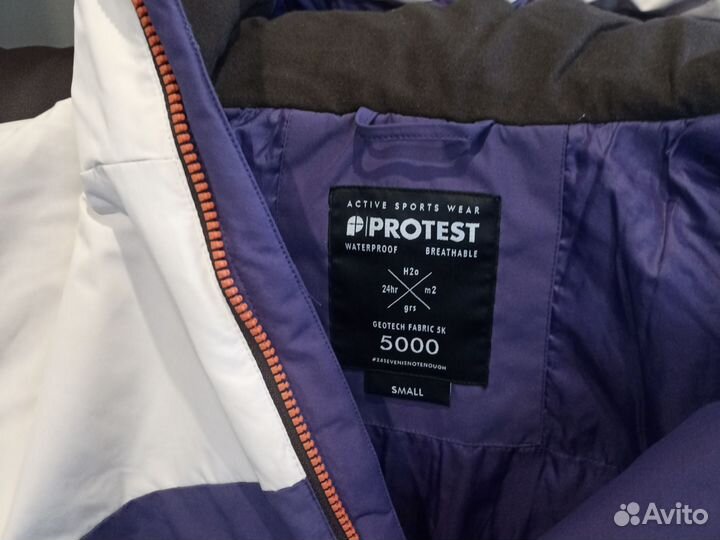 ACTIVE SPORTS WEAR
PROTEST
WATERPROOF BREATHABLE
H2o
24hr m2
grs
GEOTECH FABRIC 5K
5000
#24SEVENISNOTENOUGH
SMALL
Avito